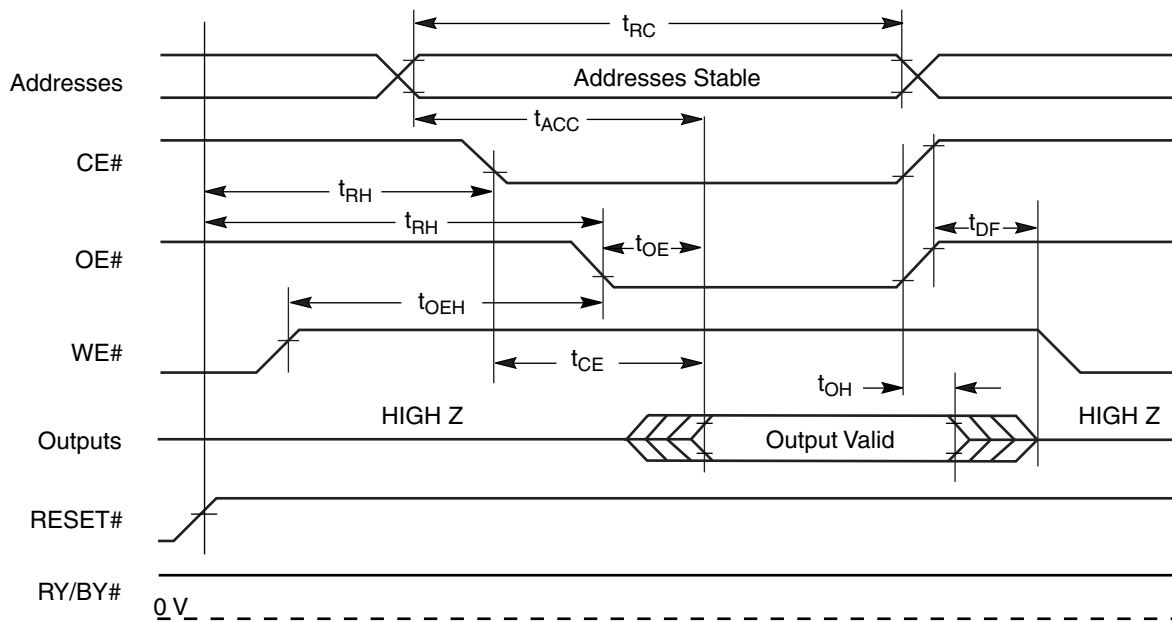 tRC
Addresses
Addresses Stable
tACC
CE#
tRH
tRH
tOE
tDF
OE#
tOEH
WE#
tCE
tOH
HIGH Z
HIGH Z
Outputs
Output Valid
RESET#
RY/BY#
0 V